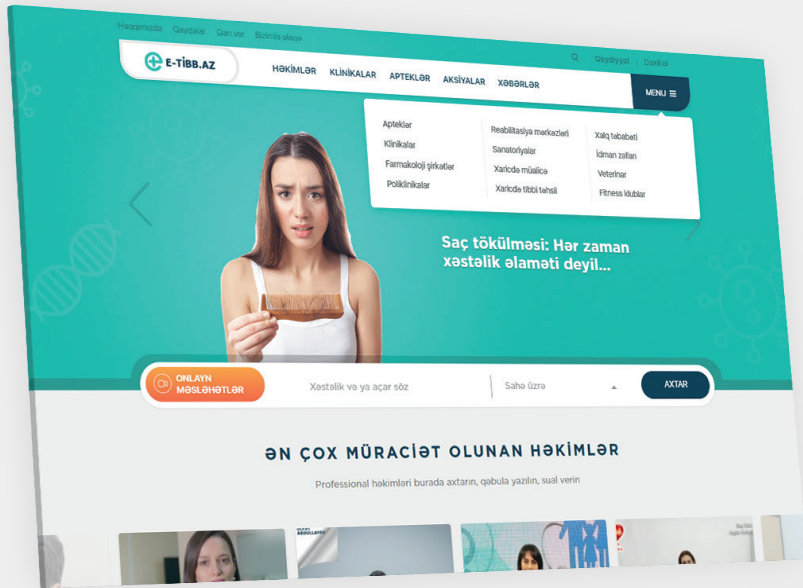 Haqqımızda Qaydalar Qan ver Bizimlə əlaqə
Qeydiyyat | Daxil ol
E-TİBB.AZ
HƏKİMLƏR KLİNİKALAR APTEKLƏR AKSİYALAR XƏBƏRLƏR
MENU
Apteklər
Klinikalar
Farmakoloji şirkətlər
Poliklinikalar
Reabilitasiya mərkəzləri
Sanatoriyalar
Xaricdə müalicə
Xaricdə tibbi təhsil
Xalq təbabəti
İdman zalları
Veterinar
Fitness klublar
Saç tökülməsi: Hər zaman
xəstəlik əlaməti deyil...
ONLAYN
MƏSLƏHƏTLƏR
Xəstəlik və ya açar söz
Sahə üzrə
AXTAR
ƏN ÇOX MÜRACİƏT OLUNAN HƏKİMLƏR
Professional həkimləri burada axtarın, qəbula yazılın, sual verin